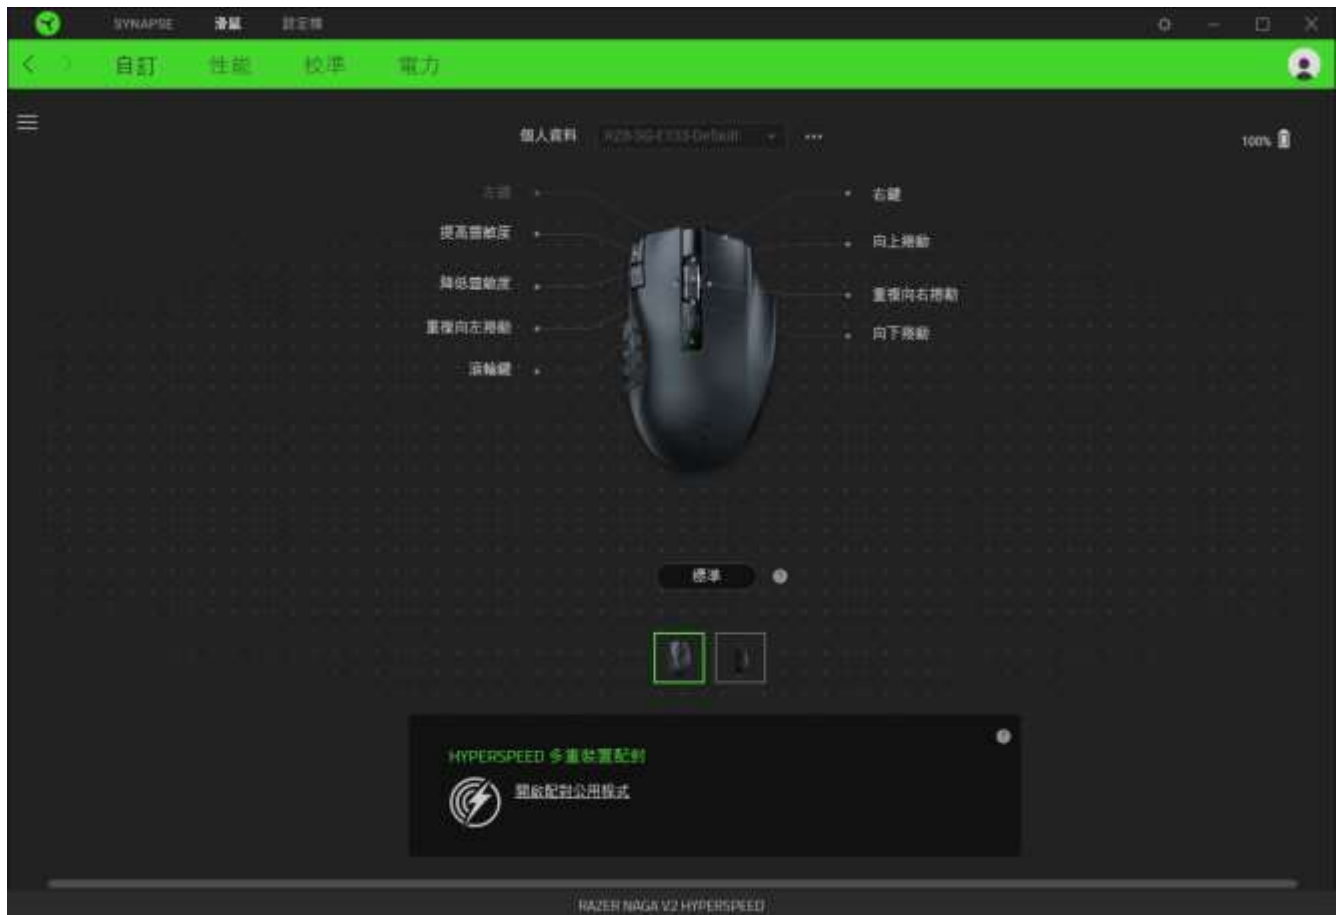 SYNAPSE 滑鼠 設定檔
自訂 性能 校準 電力
個人資料
100%
左鍵
右鍵
提高靈敏度
向上捲動
降低靈敏度
重複向右捲動
重複向左捲動
向下捲動
滾輪鍵
標準
HYPERSPEED 多重裝置配對
開啟配對公用程式
RAZER NAGA V2 HYPERSPEED